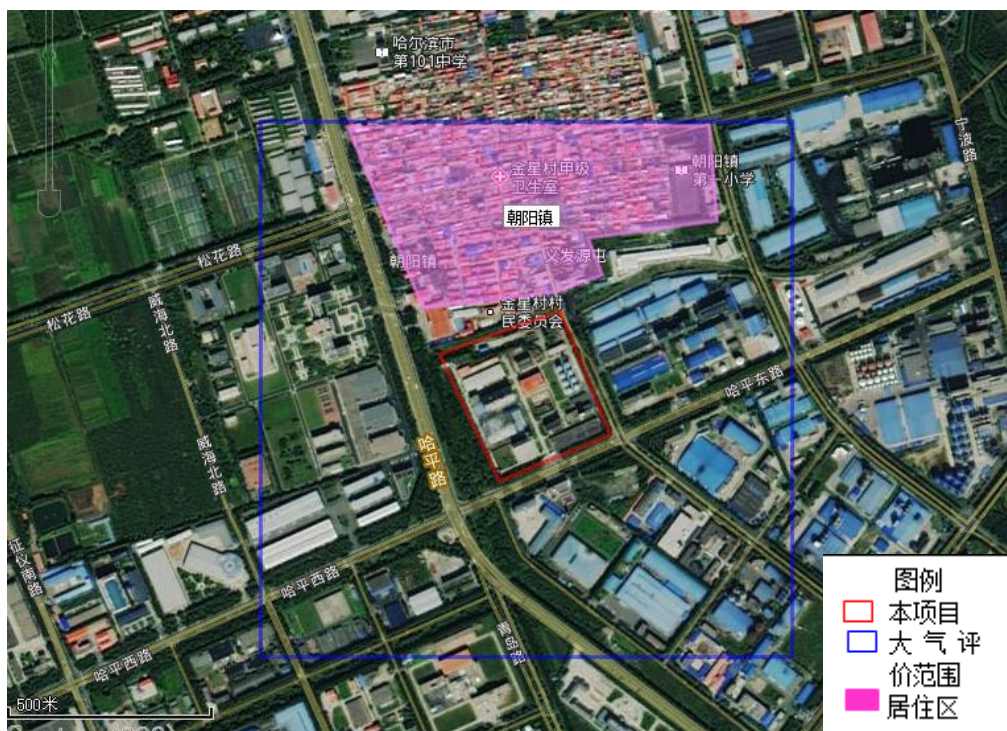 哈尔滨市
第101中学
宁波路
金星村甲级
卫生室
朝阳镇
第一小学
朝阳镇
松花路
朝阳镇
义发源屯
松花路
威海北路
金星村村
民委员会
哈平东路
哈平路
威海北路
征仪南路
哈平西路
青岛路
哈平西路
500米
图例
本项目
大气评
价范围
居住区